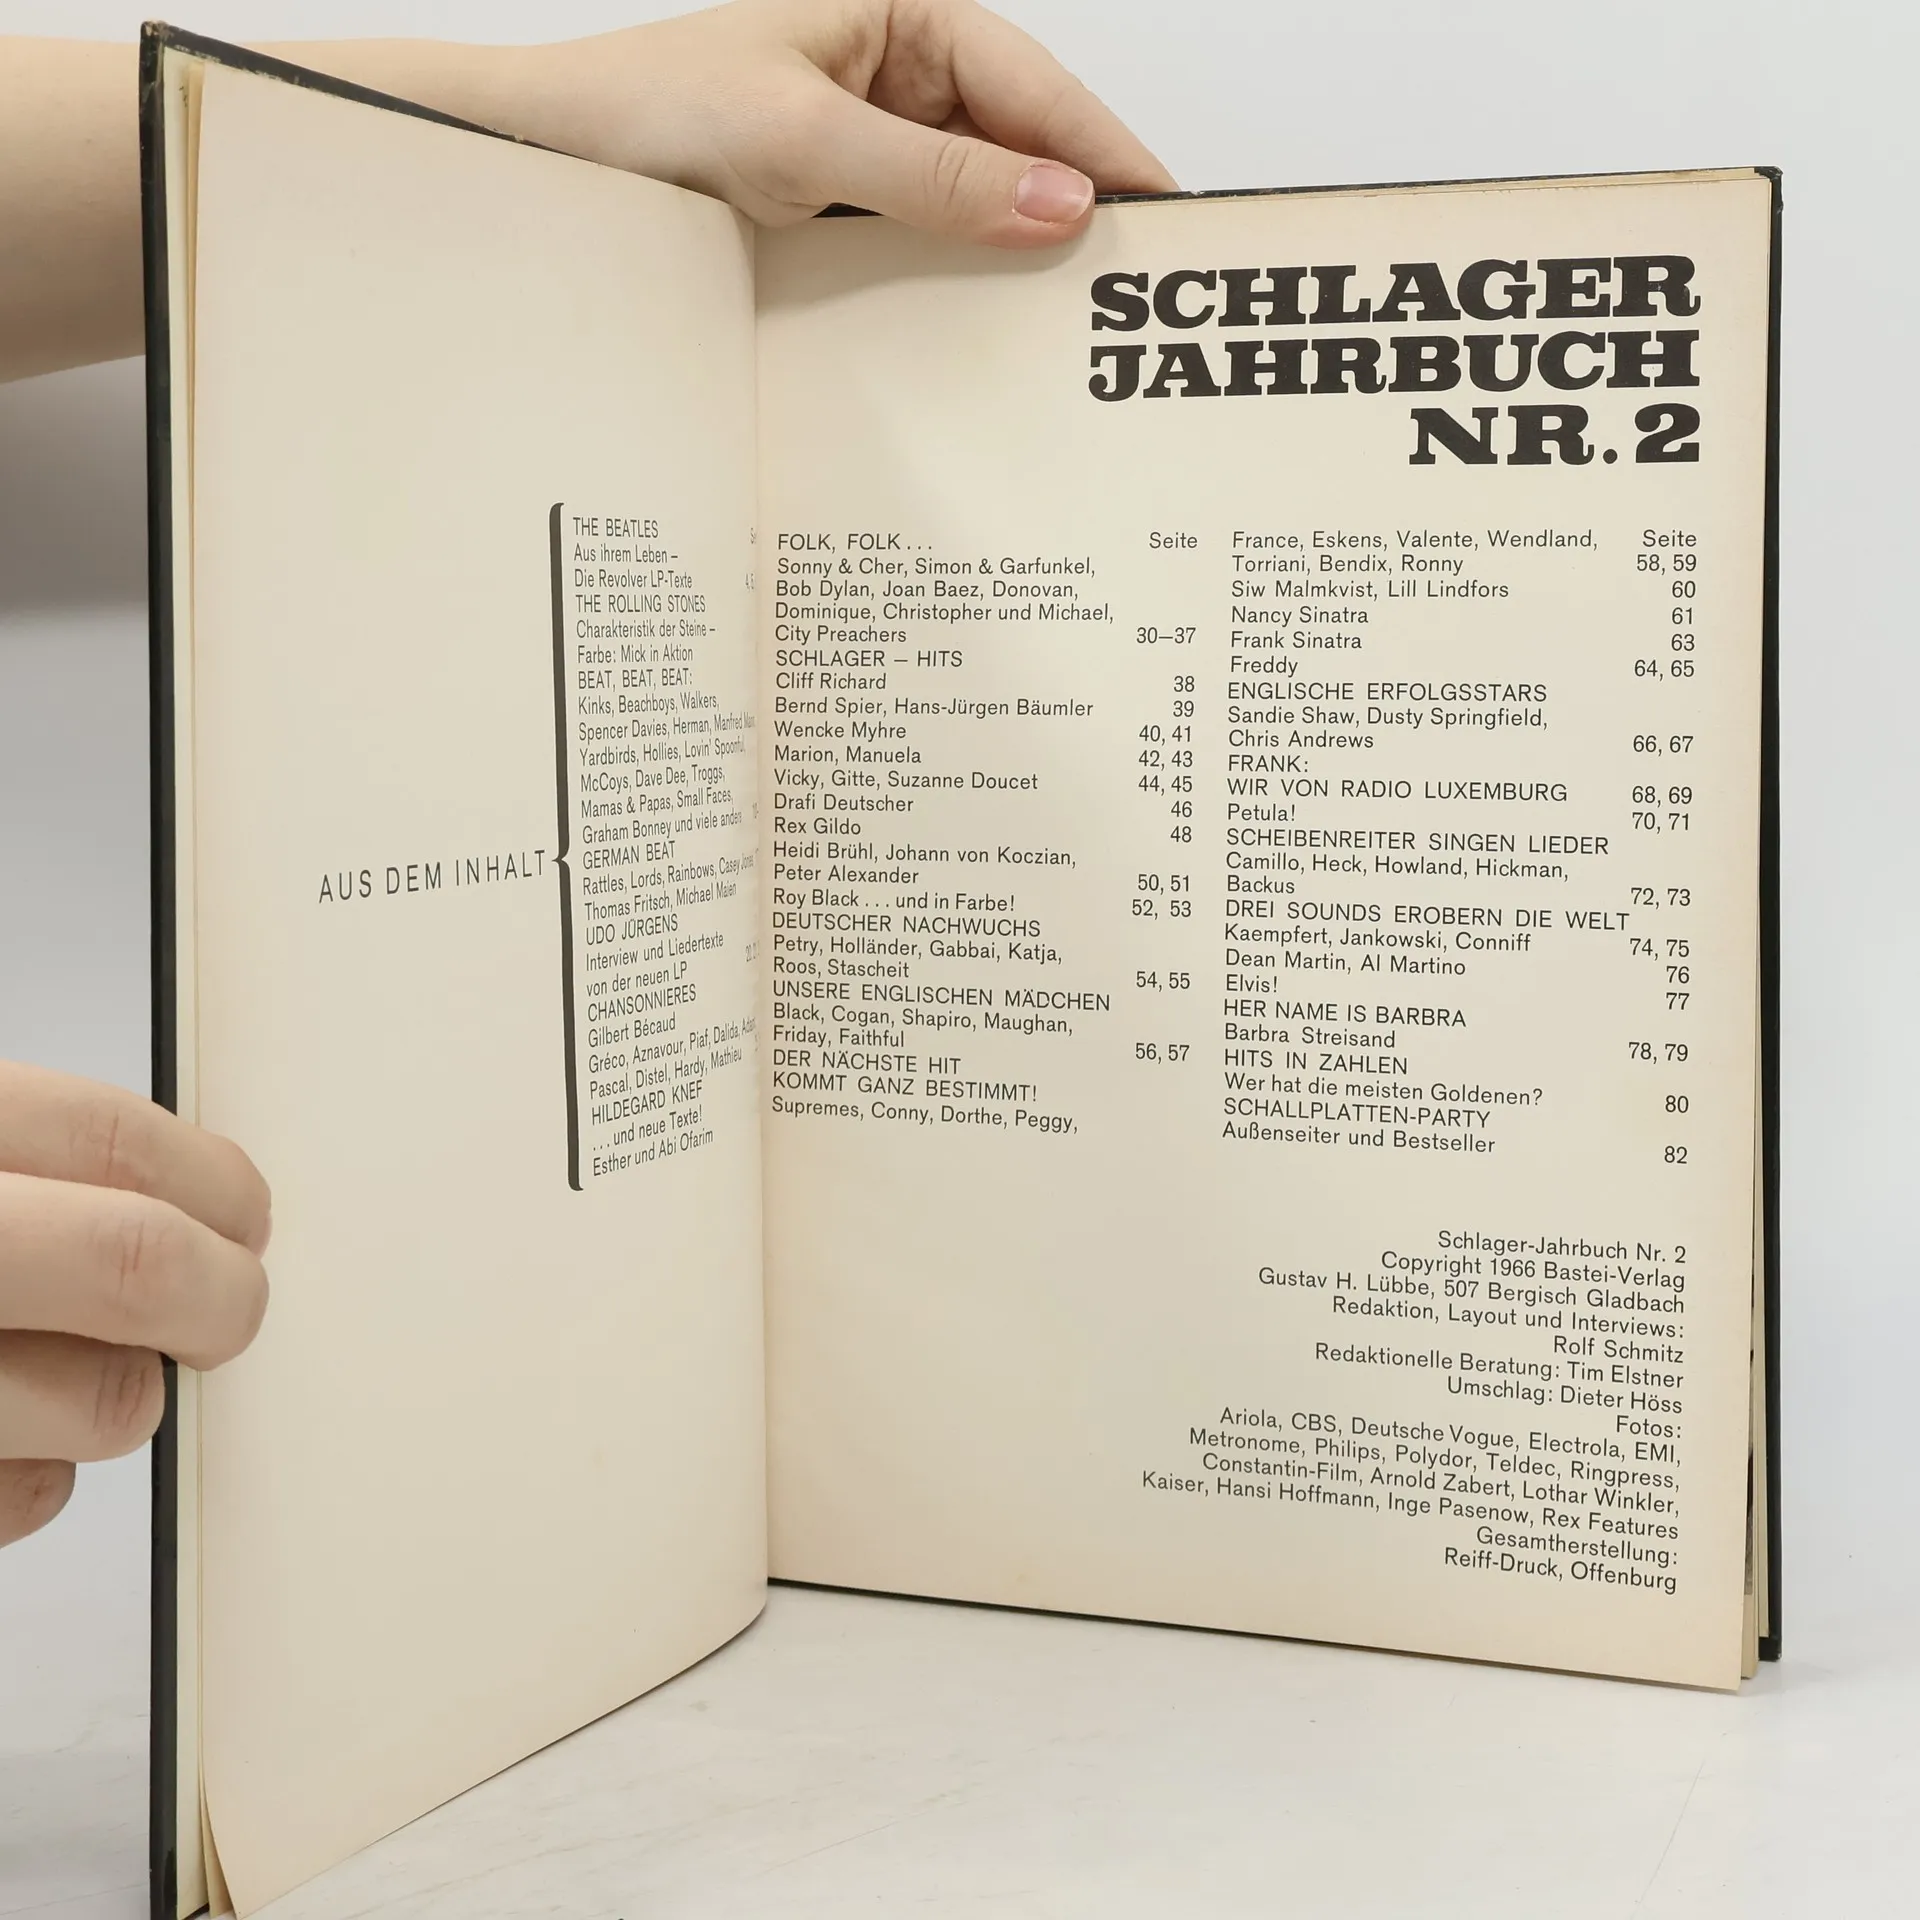 AUS DEM INHALT
THE BEATLES
Aus ihrem Leben –
Die Revolver LP-Texte
THE ROLLING STONES
Charakteristik der Steine –
Farbe: Mick in Aktion
BEAT, BEAT, BEAT:
Kinks, Beachboys, Walkers,
Spencer Davies, Herman, Manfred Mann,
Yardbirds, Hollies, Lovin' Spoonful,
McCoys, Dave Dee, Troggs,
Mamas & Papas, Small Faces,
Graham Bonney und viele andere
GERMAN BEAT
Rattles, Lords, Rainbows, Casey Jones
Thomas Fritsch, Michael Maien
UDO JÜRGENS
Interview und Liedertexte
von der neuen LP
CHANSONNIERES
Gilbert Bécaud
Gréco, Aznavour, Piaf, Dalida,
Pascal, Distel, Hardy, Mathieu
HILDEGARD KNEF
... und neue Texte!
Esther und Abi Ofarim
SCHLAGER
JAHRBUCH
NR. 2
FOLK, FOLK... Seite
Sonny & Cher, Simon & Garfunkel,
Bob Dylan, Joan Baez, Donovan,
Dominique, Christopher und Michael,
City Preachers 30–37
SCHLAGER – HITS
Cliff Richard 38
Bernd Spier, Hans-Jürgen Bäumler 39
Wencke Myhre 40, 41
Marion, Manuela 42, 43
Vicky, Gitte, Suzanne Doucet 44, 45
Drafi Deutscher 46
Rex Gildo 48
Heidi Brühl, Johann von Koczian,
Peter Alexander 50, 51
Roy Black ... und in Farbe! 52, 53
DEUTSCHER NACHWUCHS
Petry, Holländer, Gabbai, Katja,
Roos, Stascheit 54, 55
UNSERE ENGLISCHEN MÄDCHEN
Black, Cogan, Shapiro, Maughan,
Friday, Faithful 56, 57
DER NÄCHSTE HIT
KOMMT GANZ BESTIMMT!
Supremes, Conny, Dorthe, Peggy,
France, Eskens, Valente, Wendland, Seite
Torriani, Bendix, Ronny 58, 59
Siw Malmkvist, Lill Lindfors 60
Nancy Sinatra 61
Frank Sinatra 63
Freddy 64, 65
ENGLISCHE ERFOLGSSTARS
Sandie Shaw, Dusty Springfield,
Chris Andrews 66, 67
FRANK:
WIR VON RADIO LUXEMBURG 68, 69
Petula! 70, 71
SCHEIBENREITER SINGEN LIEDER
Camillo, Heck, Howland, Hickman,
Backus 72, 73
DREI SOUNDS EROBERN DIE WELT
Kaempfert, Jankowski, Conniff 74, 75
Dean Martin, Al Martino 76
Elvis! 77
HER NAME IS BARBRA
Barbra Streisand 78, 79
HITS IN ZAHLEN
Wer hat die meisten Goldenen? 80
SCHALLPLATTEN-PARTY
Außenseiter und Bestseller 82
Schlager-Jahrbuch Nr. 2
Copyright 1966 Bastei-Verlag
Gustav H. Lübbe, 507 Bergisch Gladbach
Redaktion, Layout und Interviews:
Rolf Schmitz
Redaktionelle Beratung: Tim Elstner
Umschlag: Dieter Höss
Fotos:
Ariola, CBS, Deutsche Vogue, Electrola, EMI,
Metronome, Philips, Polydor, Teldec, Ringpress,
Constantin-Film, Arnold Zabert, Lothar Winkler,
Kaiser, Hansi Hoffmann, Inge Pasenow, Rex Features
Gesamtherstellung:
Reiff-Druck, Offenburg